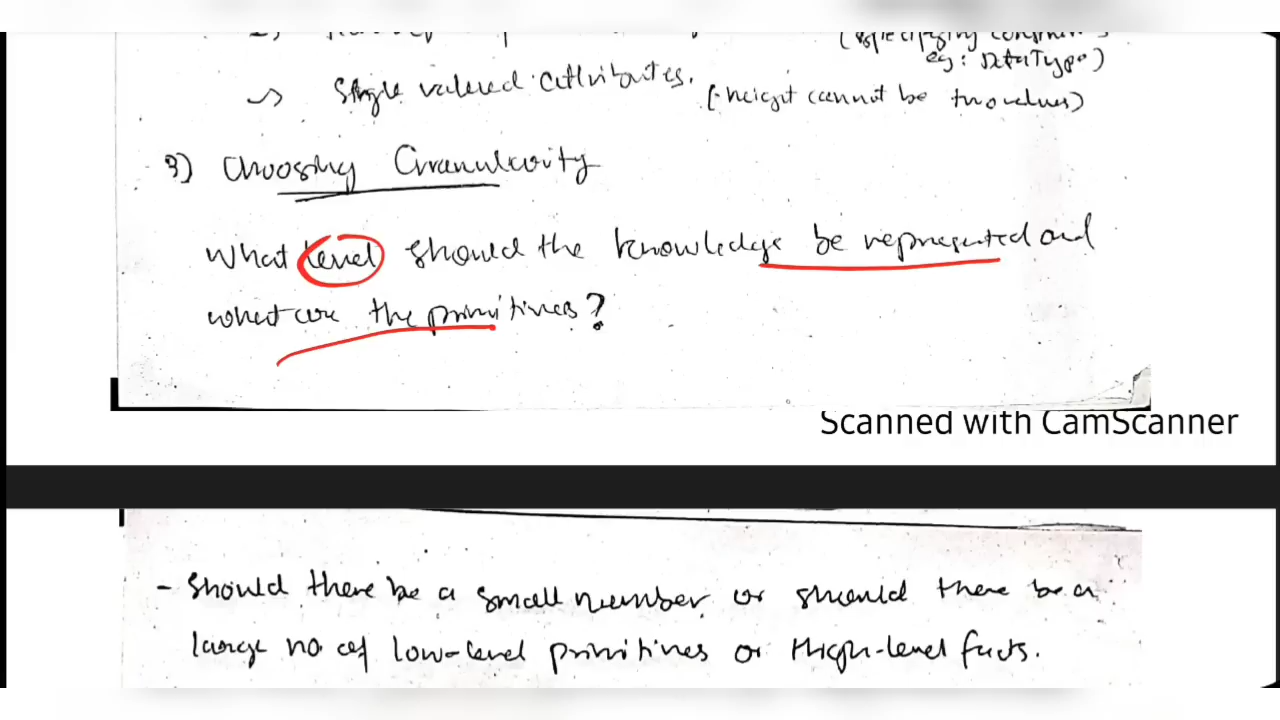 (specifying constraints
eg: DataType)
-> Single valued attributes. (height cannot be two values)
3) Choosing Granularity
What level should the knowledge be represented and
what are the primitives?
Scanned with CamScanner
- Should there be a small number or should there be a
large no of low-level primitives or High-level facts.